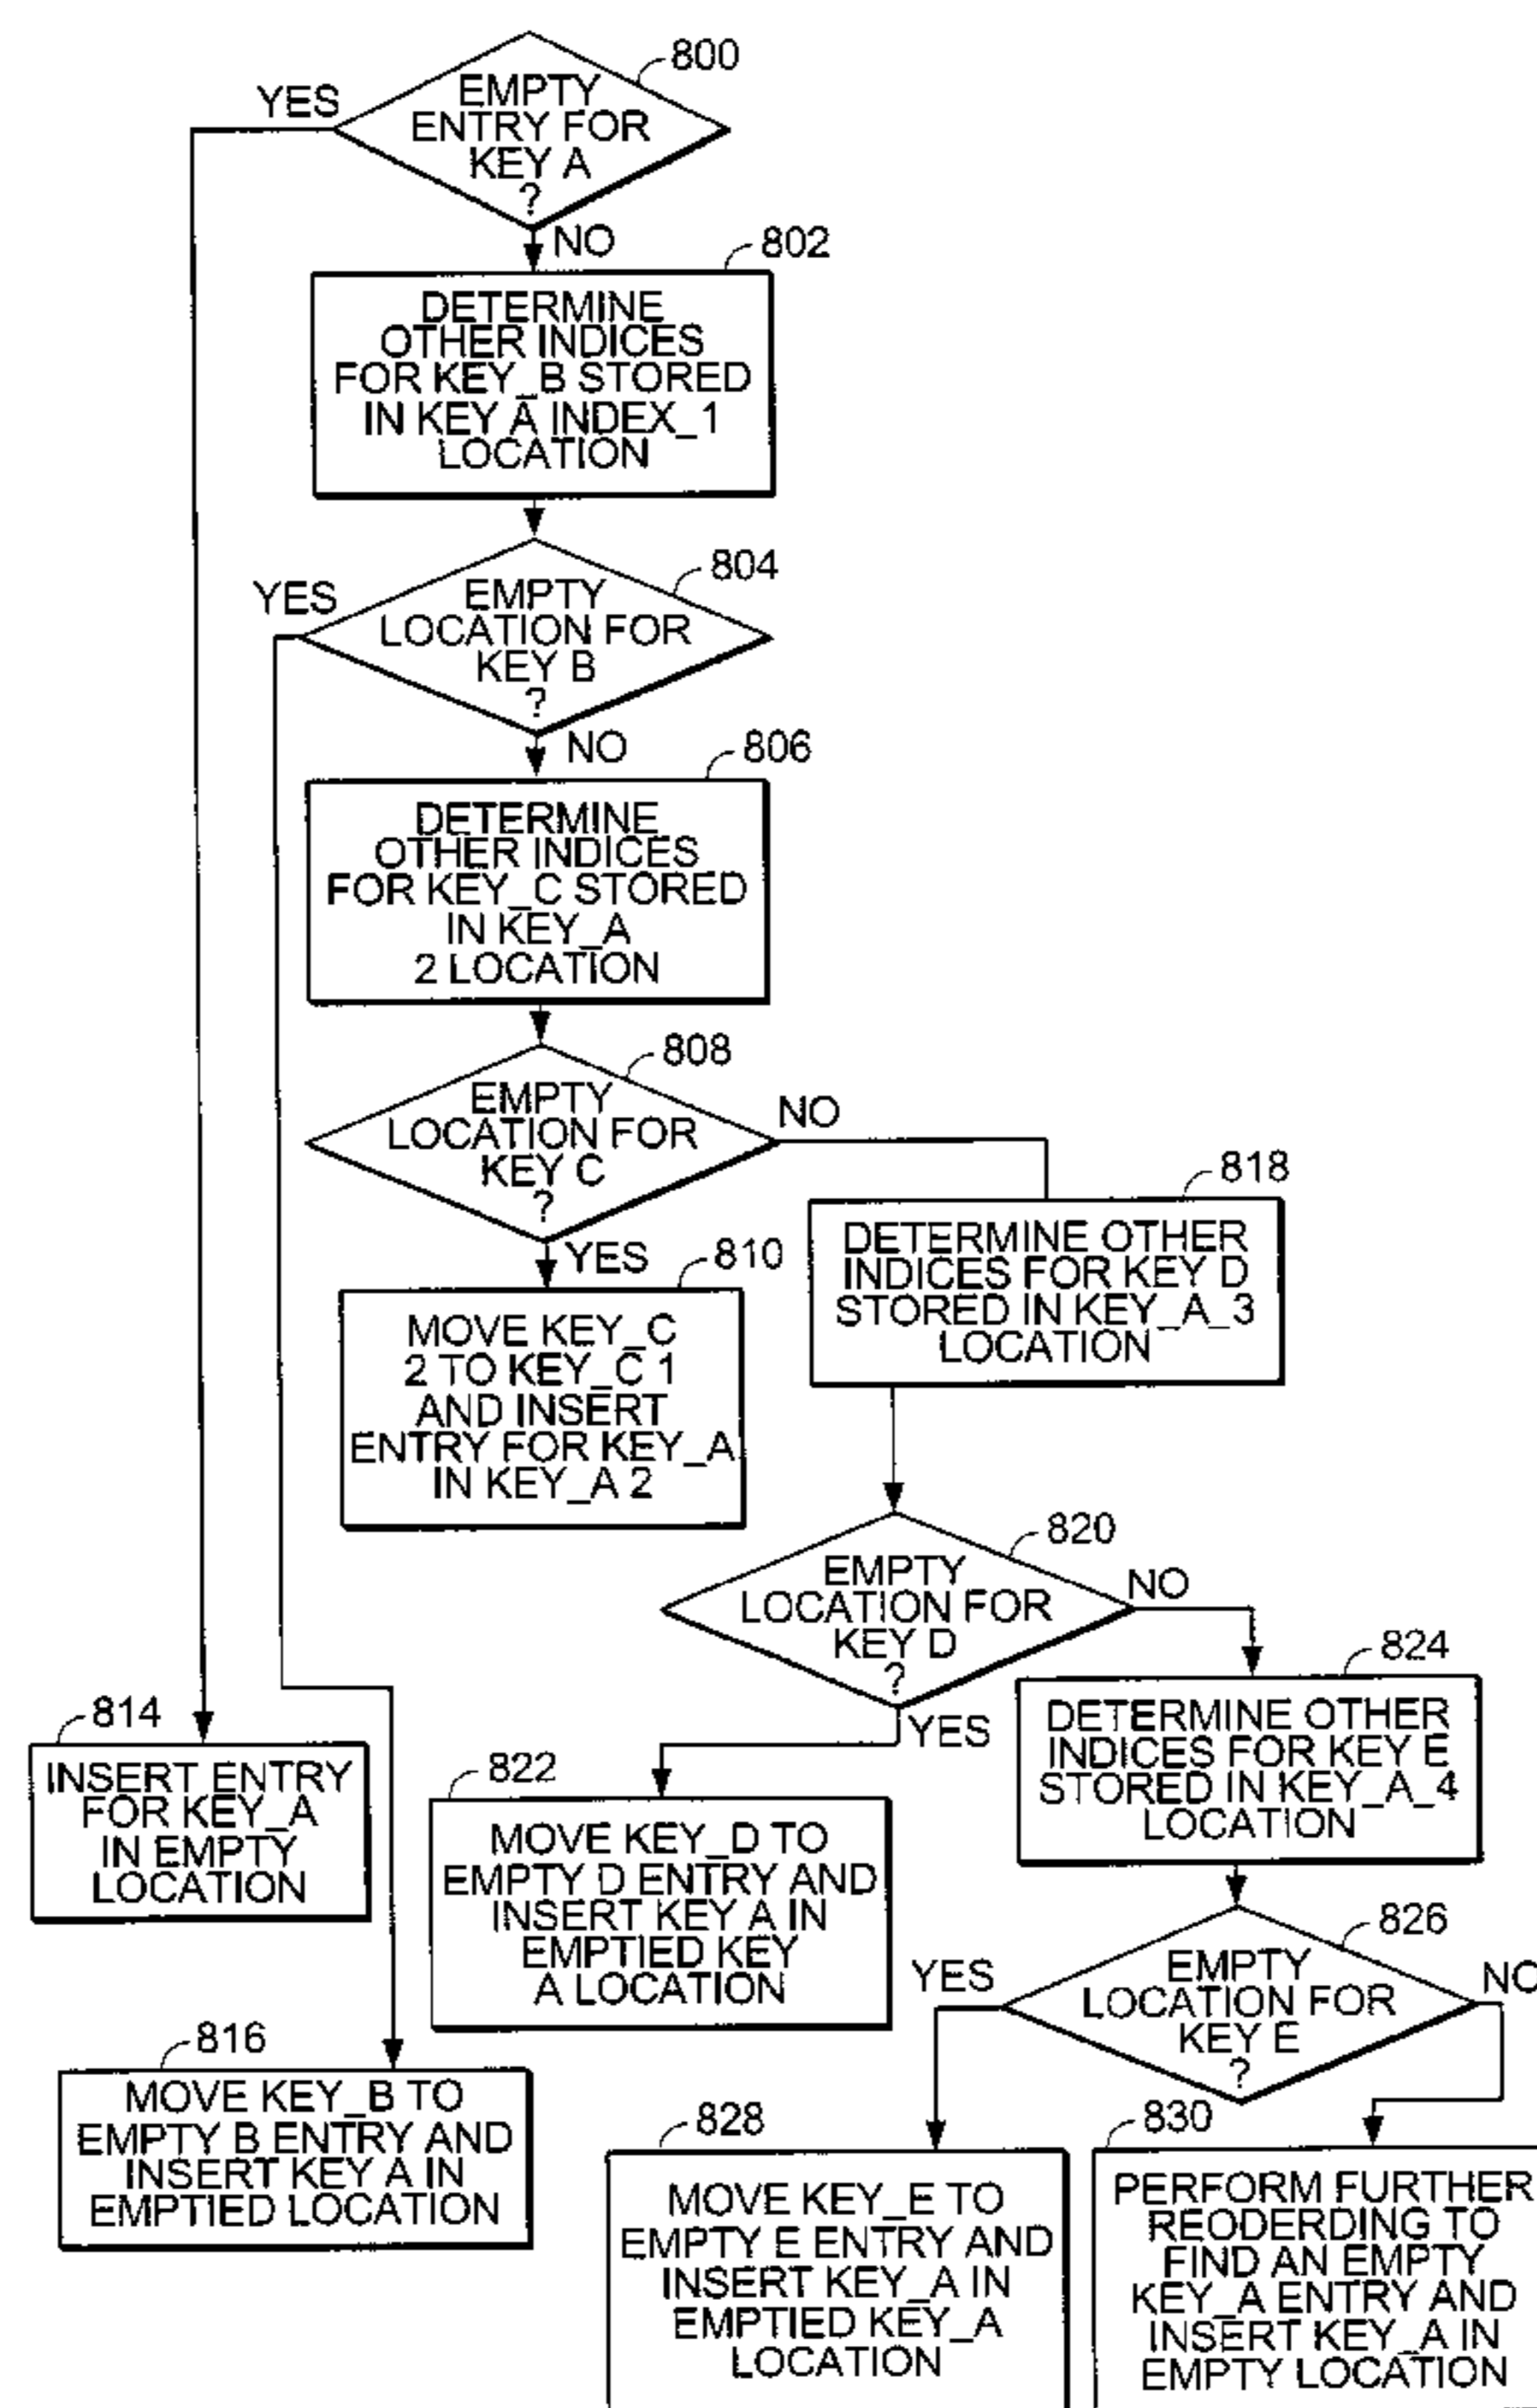 800
YES
EMPTY
ENTRY FOR
KEY A
?
NO
802
DETERMINE
OTHER INDICES
FOR KEY_B STORED
IN KEY A INDEX_1
LOCATION
804
YES
EMPTY
LOCATION FOR
KEY B
?
NO
806
DETERMINE
OTHER INDICES
FOR KEY_C STORED
IN KEY_A
2 LOCATION
808
EMPTY
LOCATION FOR
KEY C
?
NO
YES
810
MOVE KEY_C
2 TO KEY_C 1
AND INSERT
ENTRY FOR KEY_A
IN KEY_A 2
818
DETERMINE OTHER
INDICES FOR KEY D
STORED IN KEY_A_3
LOCATION
820
EMPTY
LOCATION FOR
KEY D
?
NO
YES
824
DETERMINE OTHER
INDICES FOR KEY E
STORED IN KEY_A_4
LOCATION
814
INSERT ENTRY
FOR KEY_A
IN EMPTY
LOCATION
822
MOVE KEY_D TO
EMPTY D ENTRY AND
INSERT KEY A IN
EMPTIED KEY
A LOCATION
826
YES
EMPTY
LOCATION FOR
KEY E
?
NO
816
MOVE KEY_B TO
EMPTY B ENTRY AND
INSERT KEY A IN
EMPTIED LOCATION
828
MOVE KEY_E TO
EMPTY E ENTRY AND
INSERT KEY_A IN
EMPTIED KEY_A
LOCATION
830
PERFORM FURTHER
REODERDING TO
FIND AN EMPTY
KEY_A ENTRY AND
INSERT KEY_A IN
EMPTY LOCATION